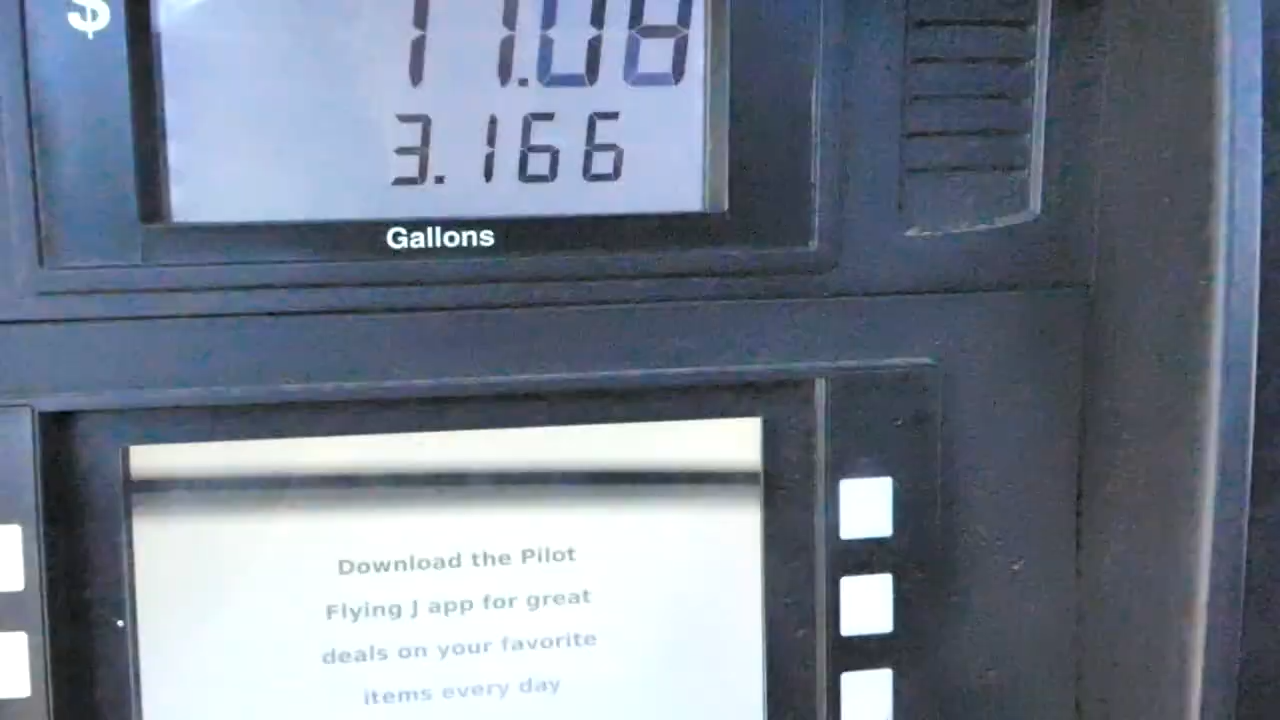 $ 11.08
3.166
Gallons
Download the Pilot
Flying J app for great
deals on your favorite
items every day